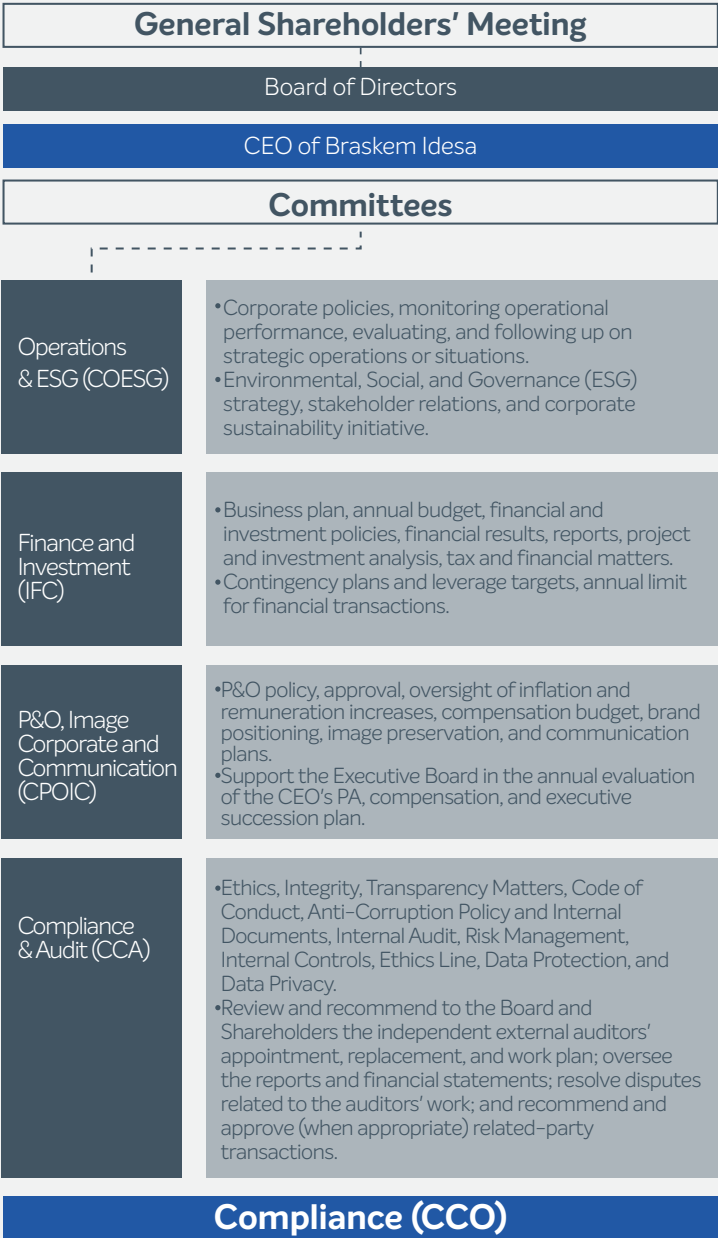 General Shareholders' Meeting
Board of Directors
CEO of Braskem Idesa
Committees
Operations
& ESG (COESG)
•Corporate policies, monitoring operational
performance, evaluating, and following up on
strategic operations or situations.
•Environmental, Social, and Governance (ESG)
strategy, stakeholder relations, and corporate
sustainability initiative.
Finance and
Investment
(IFC)
•Business plan, annual budget, financial and
investment policies, financial results, reports, project
and investment analysis, tax and financial matters.
•Contingency plans and leverage targets, annual limit
for financial transactions.
P&O, Image
Corporate and
Communication
(CPOIC)
•P&O policy, approval, oversight of inflation and
remuneration increases, compensation budget, brand
positioning, image preservation, and communication
plans.
•Support the Executive Board in the annual evaluation
of the CEO's PA, compensation, and executive
succession plan.
Compliance
& Audit (CCA)
•Ethics, Integrity, Transparency Matters, Code of
Conduct, Anti-Corruption Policy and Internal
Documents, Internal Audit, Risk Management,
Internal Controls, Ethics Line, Data Protection, and
Data Privacy.
•Review and recommend to the Board and
Shareholders the independent external auditors'
appointment, replacement, and work plan; oversee
the reports and financial statements; resolve disputes
related to the auditors' work; and recommend and
approve (when appropriate) related-party
transactions.
Compliance (CCO)